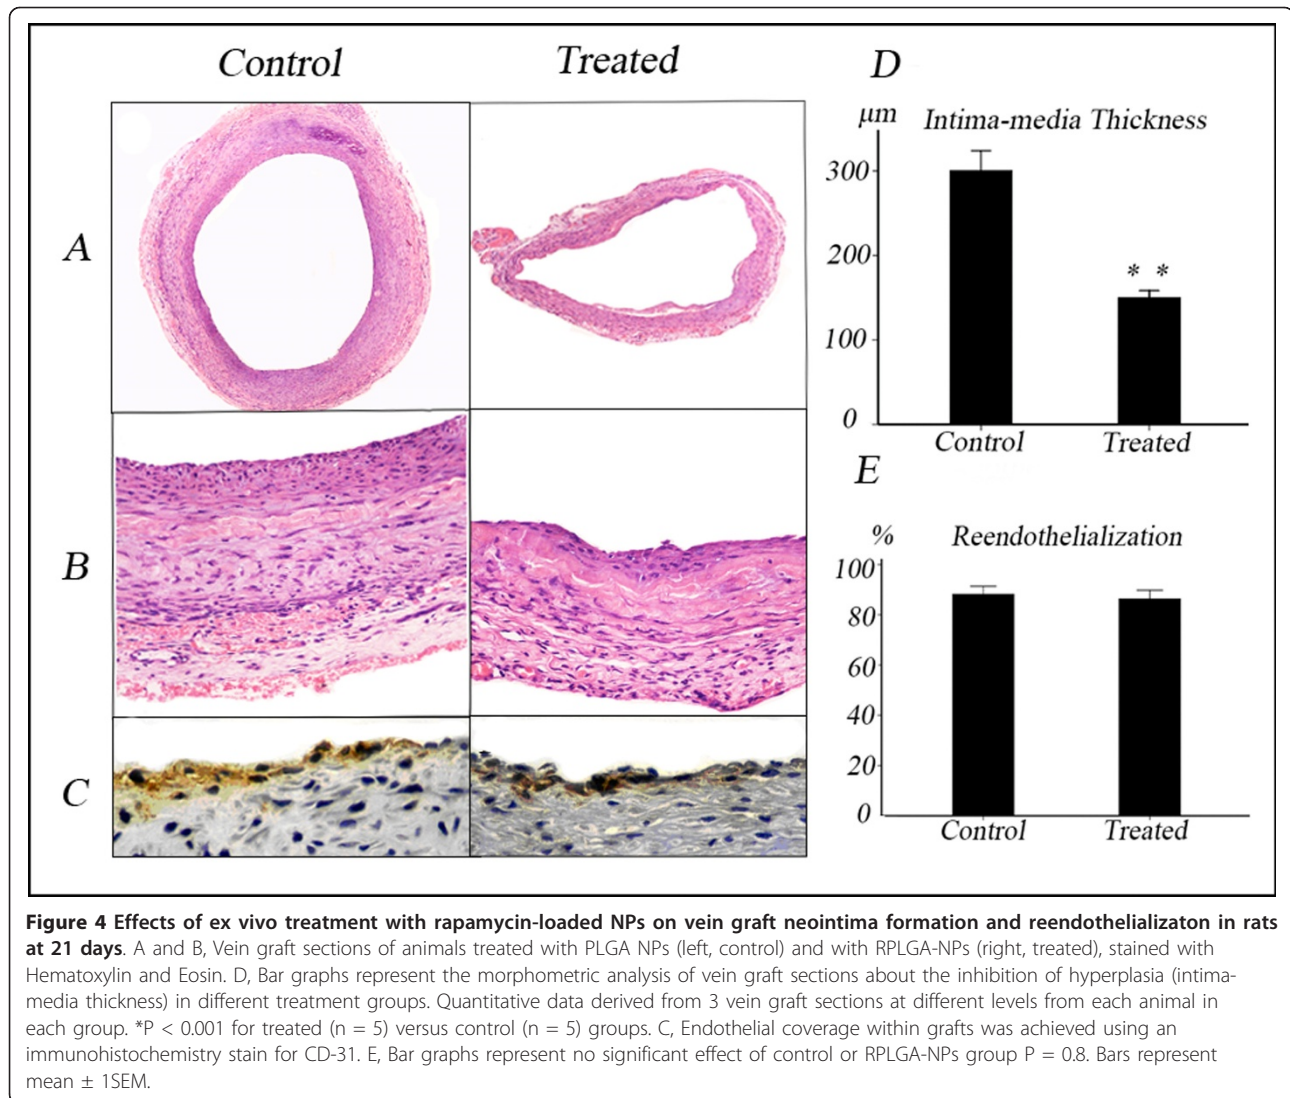 Control
Treated
A
B
C
D
μm Intima-media Thickness
300
200
100
0
* *
Control Treated
E
% Reendothelialization
100
80
60
40
20
0
Control Treated
Figure 4 Effects of ex vivo treatment with rapamycin-loaded NPs on vein graft neointima formation and reendothelializaton in rats
at 21 days. A and B, Vein graft sections of animals treated with PLGA NPs (left, control) and with RPLGA-NPs (right, treated), stained with
Hematoxylin and Eosin. D, Bar graphs represent the morphometric analysis of vein graft sections about the inhibition of hyperplasia (intima-
media thickness) in different treatment groups. Quantitative data derived from 3 vein graft sections at different levels from each animal in
each group. *P < 0.001 for treated (n = 5) versus control (n = 5) groups. C, Endothelial coverage within grafts was achieved using an
immunohistochemistry stain for CD-31. E, Bar graphs represent no significant effect of control or RPLGA-NPs group P = 0.8. Bars represent
mean ± 1SEM.